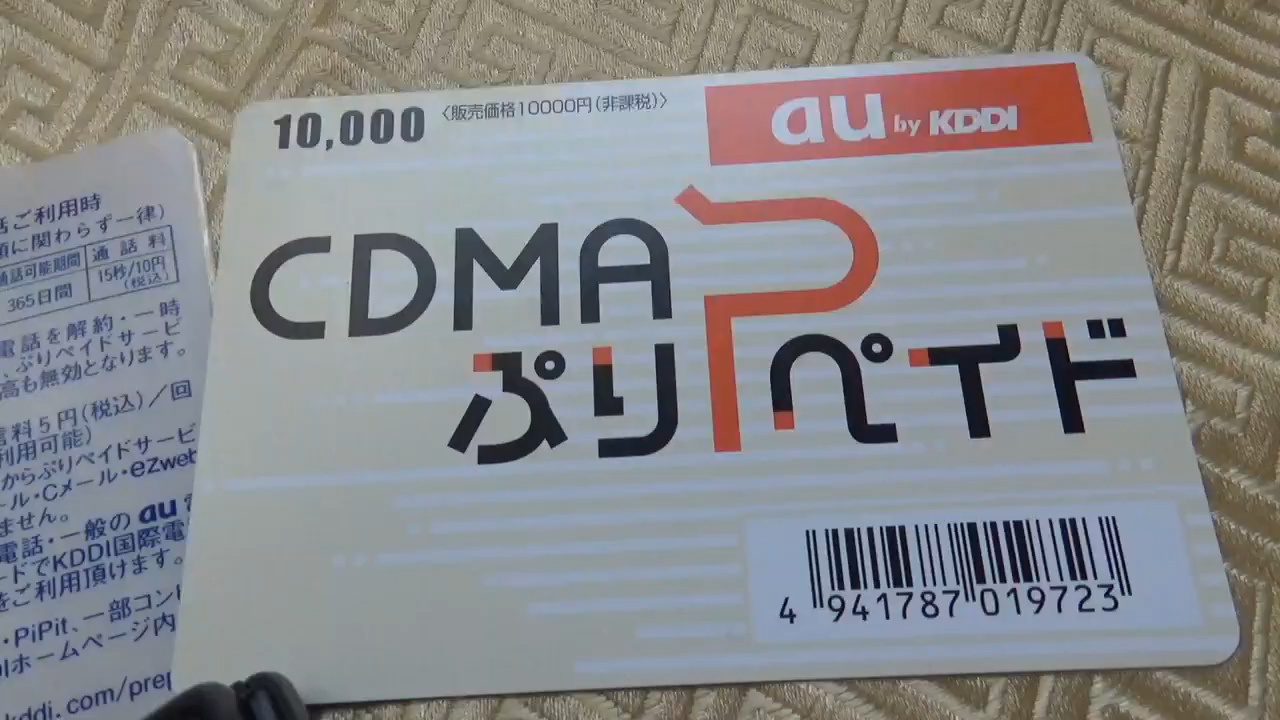 10,000 〈販売価格10000円(非課税)〉
au by KDDI
CDMA
ぷりペイド
4 941787 019723
話ご利用時
額に関わらず一律)
通話可能期間 通話料
365日間 15秒/10円
(税込)
電話を解約・一時
、ぷりペイドサービ
高も無効となります。
信料5円(税込)/回
利用可能)
からぷりペイドサービ
ール・Cメール・ezweb
ません。
電話・一般の au
ードでKDDI国際電
をご利用頂けます。
・PiPit、一部コン
ホームページ内
kddi.com/prep